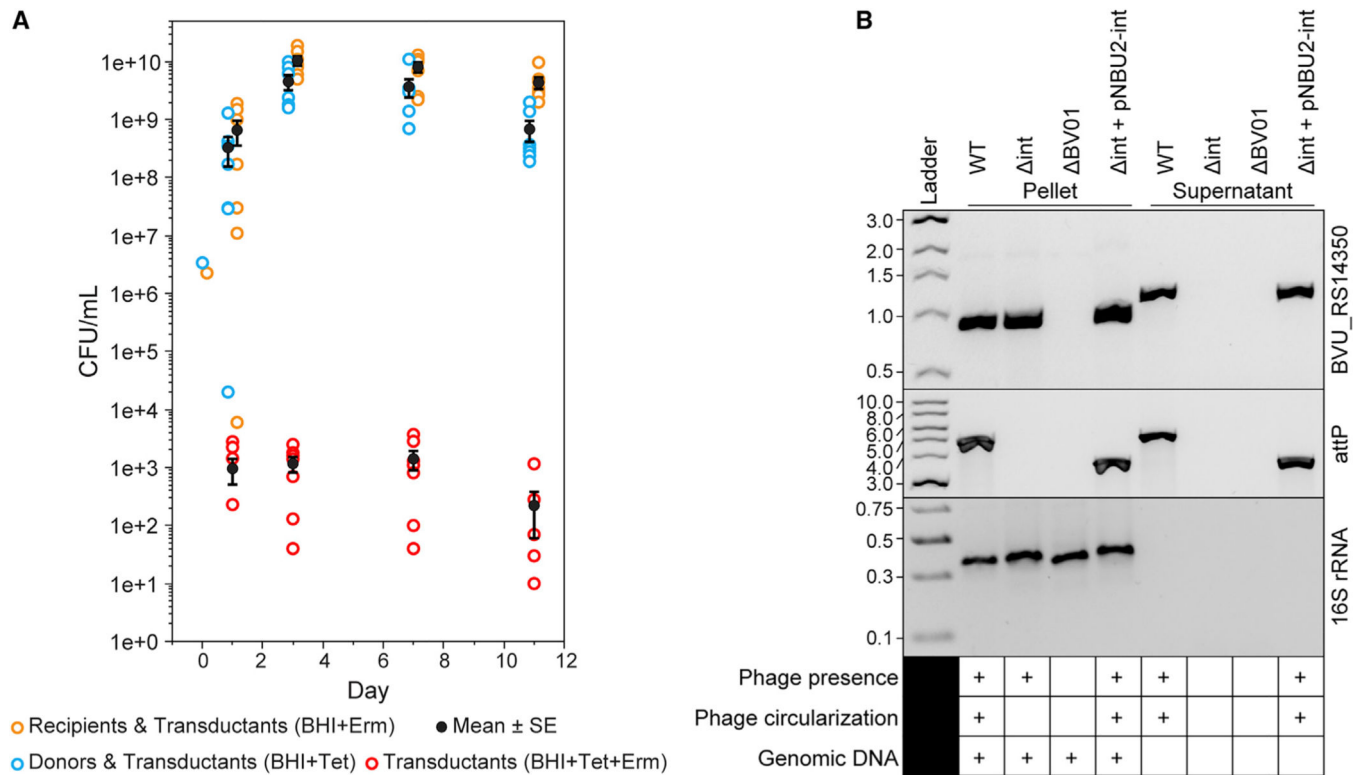 A
1e+10
1e+9
1e+8
1e+7
1e+6
1e+5
1e+4
1e+3
1e+2
1e+1
1e+0
CFU/mL
0 2 4 6 8 10 12
Day
Recipients & Transductants (BHI+Erm)
Mean ± SE
Donors & Transductants (BHI+Tet)
Transductants (BHI+Tet+Erm)
B
Ladder
WT
Δint
ΔBV01
Δint + pNBU2-int
WT
Δint
ΔBV01
Δint + pNBU2-int
Pellet
Supernatant
3.0
2.0
1.5
1.0
0.5
BVU_RS14350
10.0
8.0
6.0
5.0
4.0
3.0
attP
0.75
0.5
0.3
0.1
16S rRNA
Phage presence + + + + +
Phage circularization + + + +
Genomic DNA + + + +